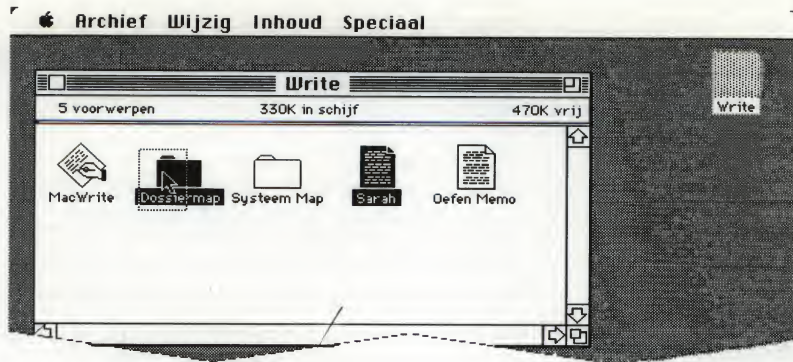 Archief Wijzig Inhoud Speciaal
Write
5 voorwerpen 330K in schijf 470K vrij
Write
MacWrite Dossiermap Systeem Map Sarah Oefen Memo